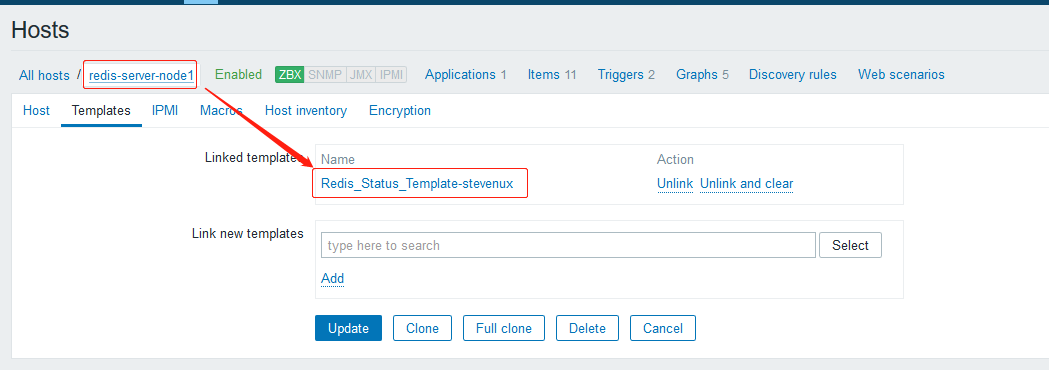 Hosts
All hosts / redis-server-node1 Enabled ZBX SNMP JMX IPMI Applications 1 Items 11 Triggers 2 Graphs 5 Discovery rules Web scenarios
Host Templates IPMI Macros Host inventory Encryption
Linked templates Name Action
Redis_Status_Template-stevenux Unlink Unlink and clear
Link new templates
type here to search Select
Add
Update Clone Full clone Delete Cancel